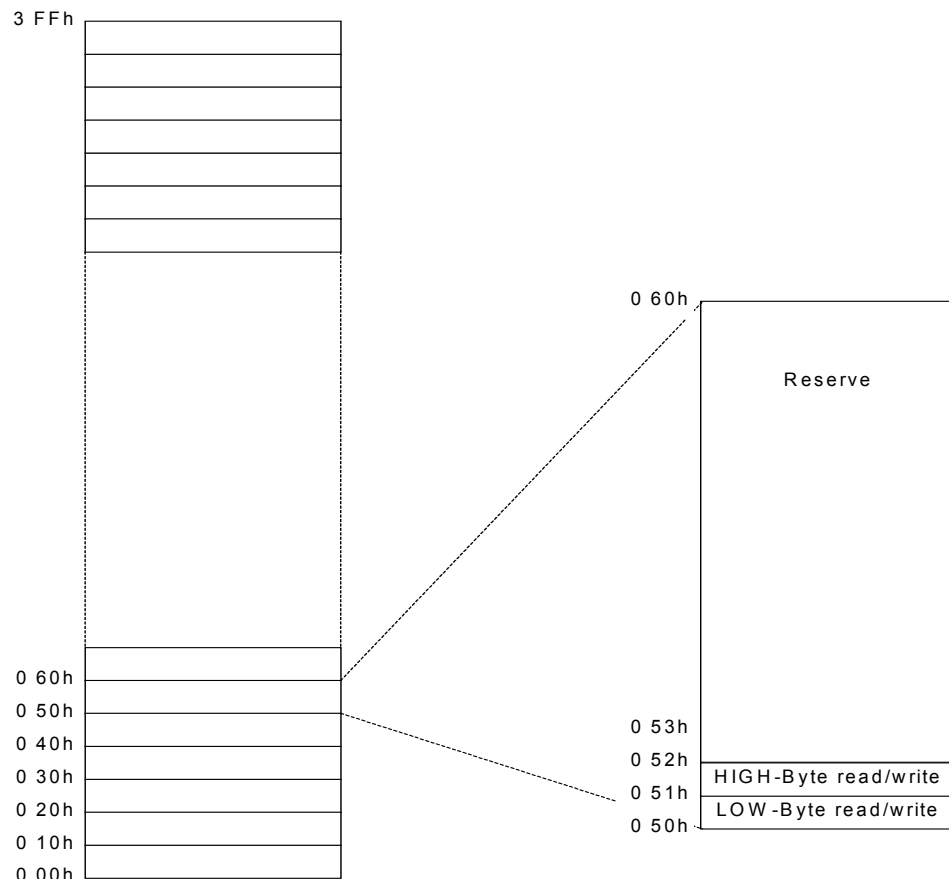 3 FFh
0 60h
Reserve
0 60h
0 50h
0 40h
0 30h
0 20h
0 10h
0 00h
0 53h
0 52h
HIGH-Byte read/write
0 51h
LOW-Byte read/write
0 50h